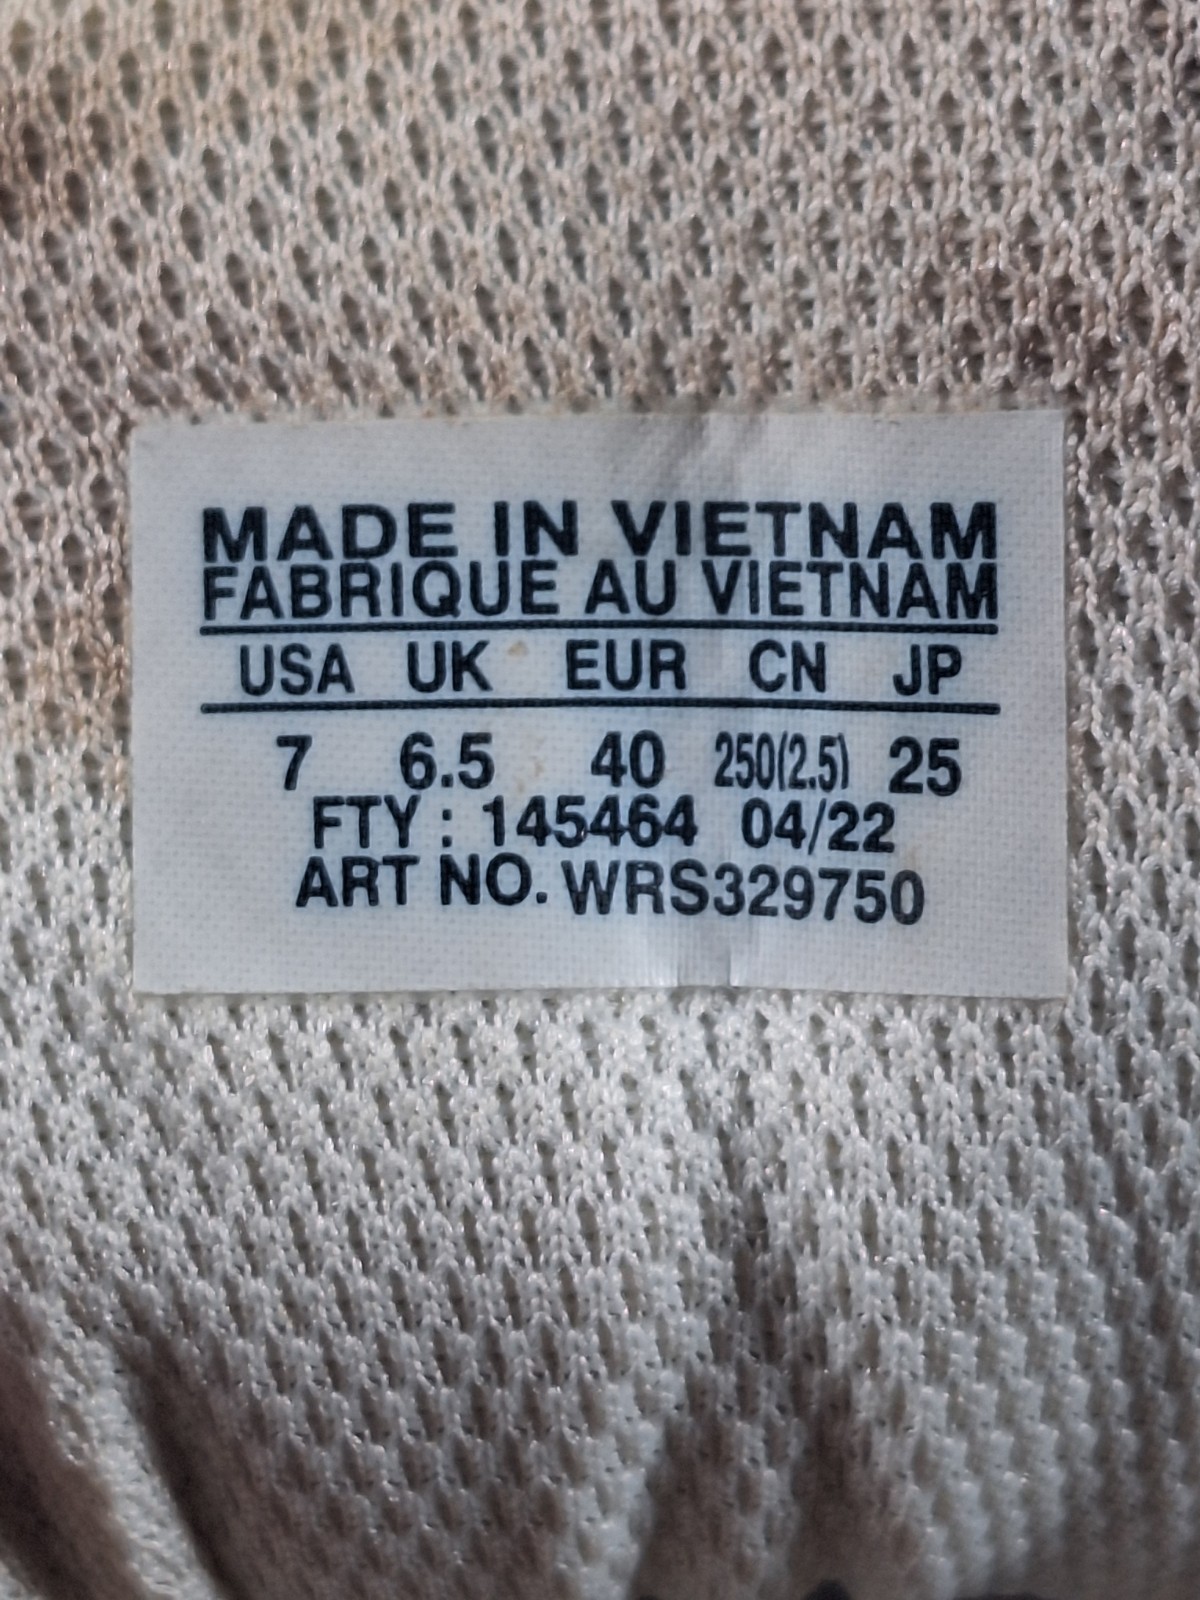 MADE IN VIETNAM
FABRIQUE AU VIETNAM
USA UK EUR CN JP
7 6.5 40 250(2.5) 25
FTY : 145464 04/22
ART NO. WRS329750